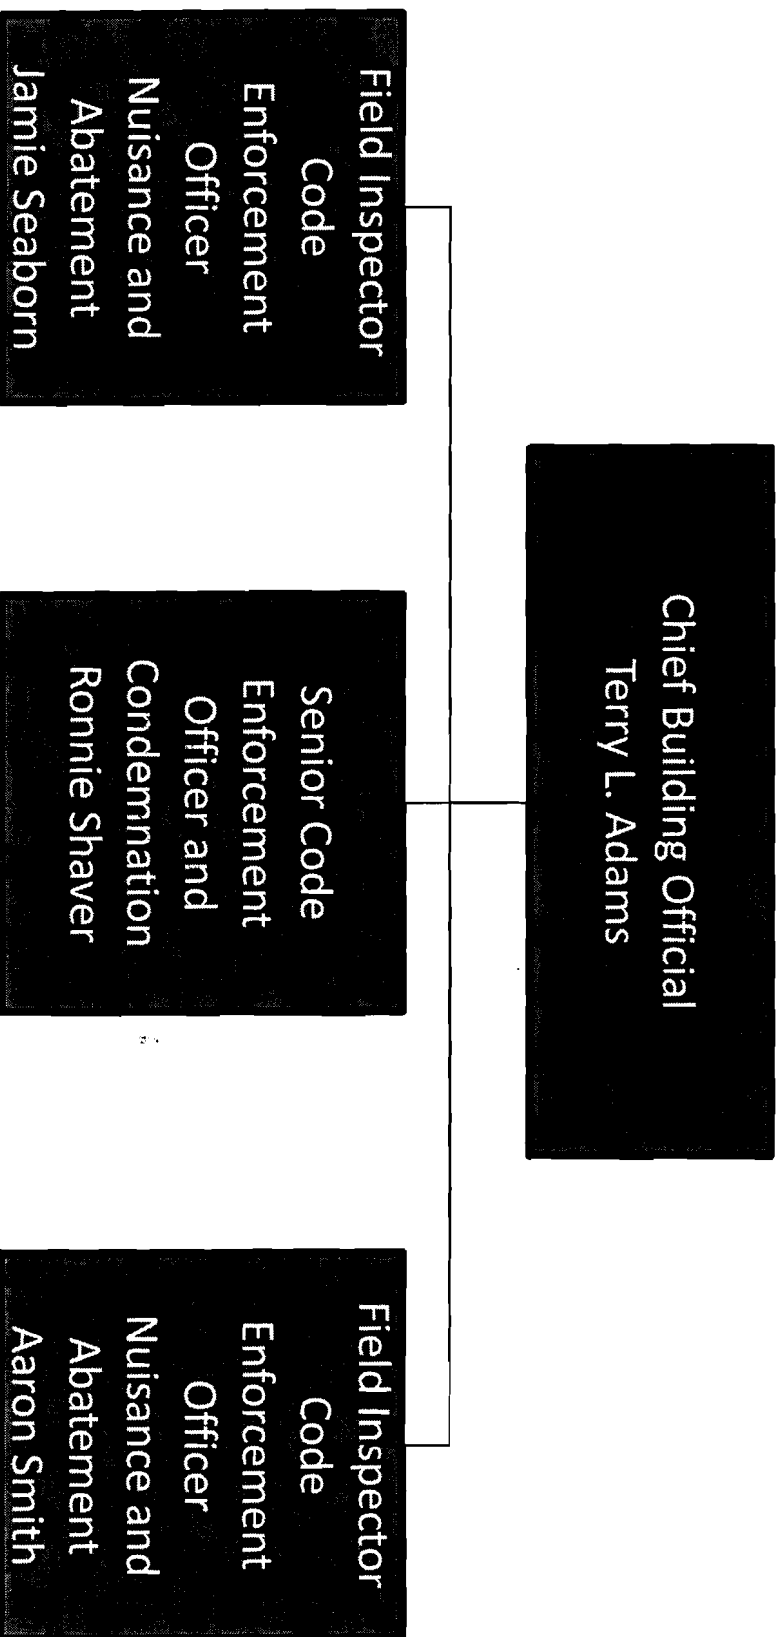 Chief Building Official
Terry L. Adams
Field Inspector
Code
Enforcement
Officer
Nuisance and
Abatement
Jamie Seaborn
Senior Code
Enforcement
Officer and
Condemnation
Ronnie Shaver
Field Inspector
Code
Enforcement
Officer
Nuisance and
Abatement
Aaron Smith